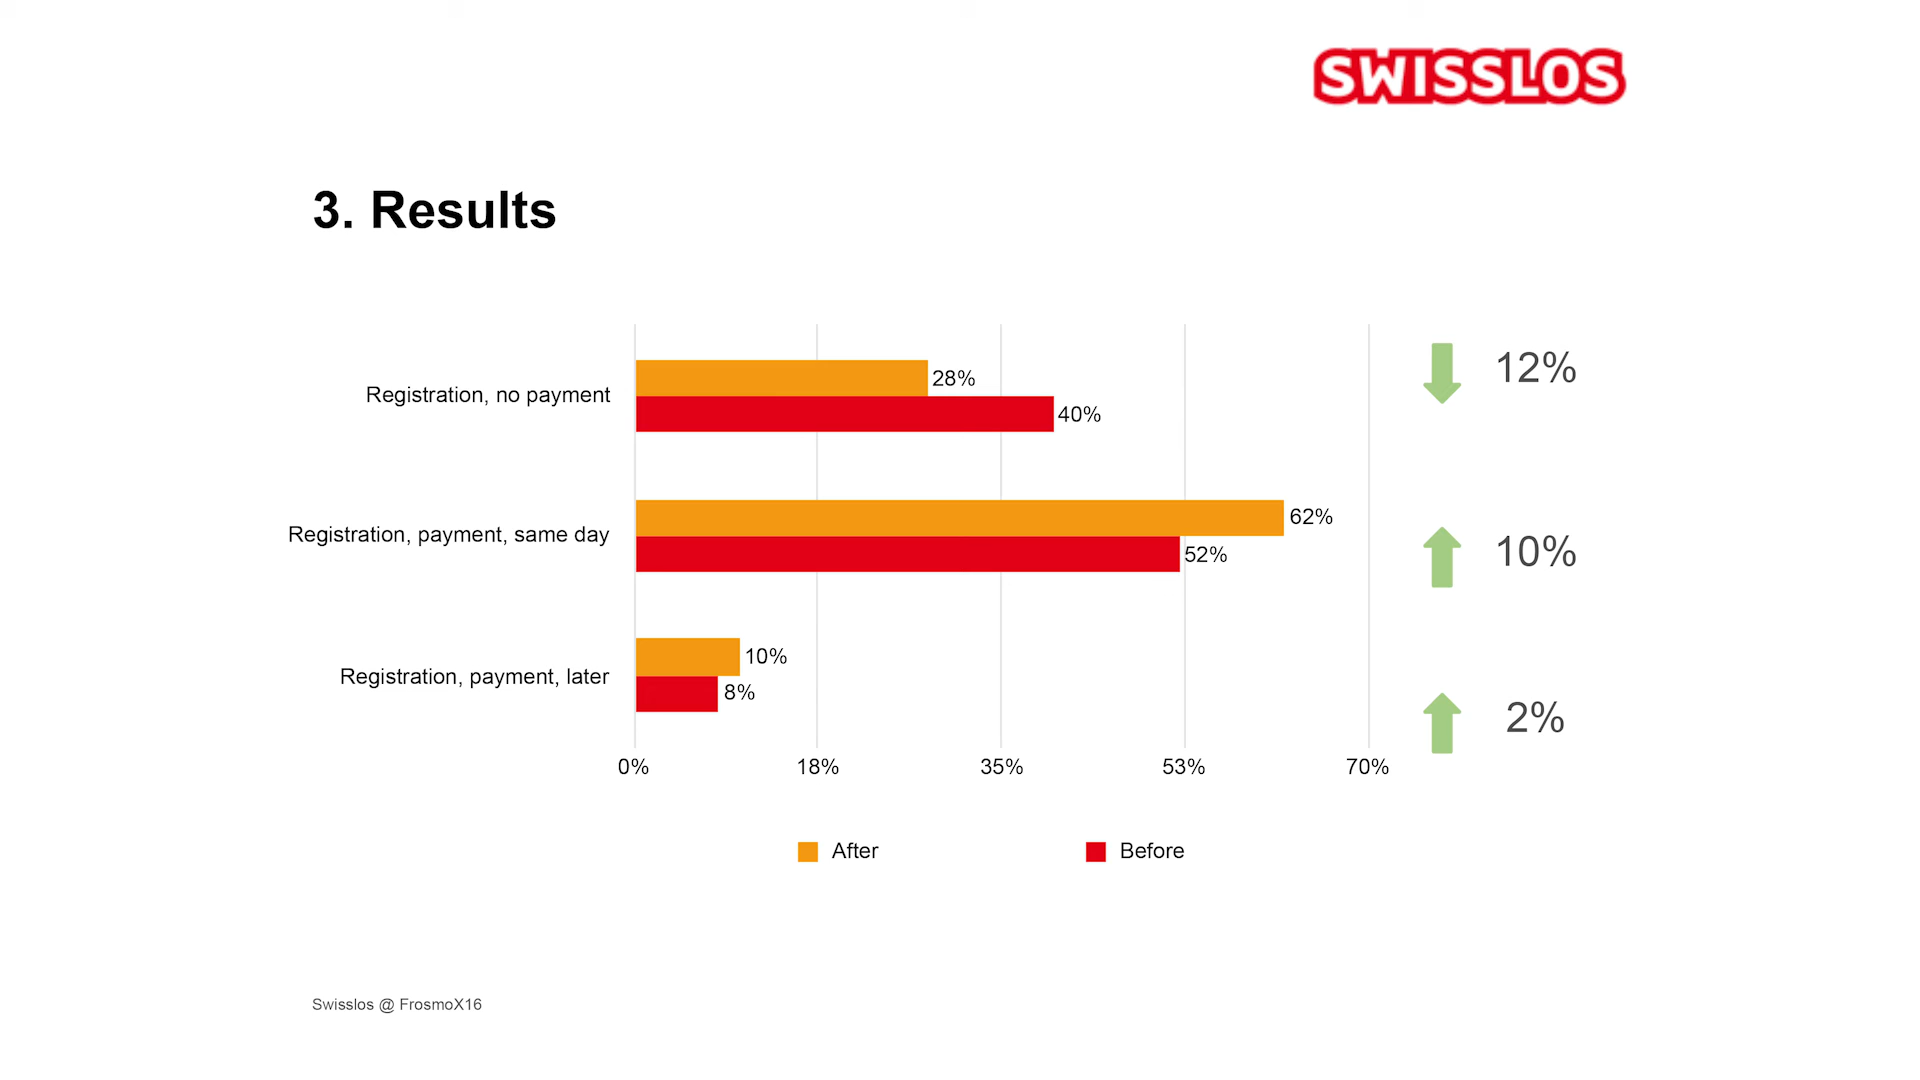 SWISSLOS
3. Results
Registration, no payment
28%
40%
12%
Registration, payment, same day
62%
52%
10%
Registration, payment, later
10%
8%
2%
0% 18% 35% 53% 70%
After Before
Swisslos @ FrosmoX16